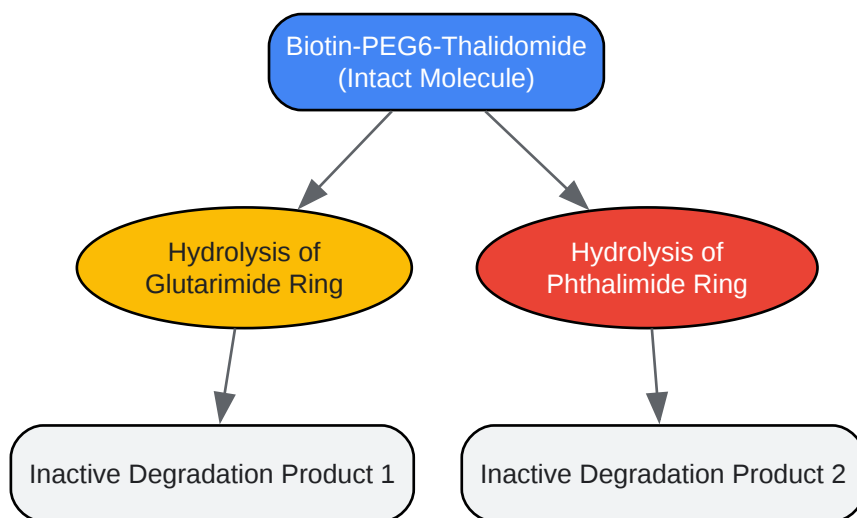 Biotin-PEG6-Thalidomide
(Intact Molecule)
Hydrolysis of
Glutarimide Ring
Hydrolysis of
Phthalimide Ring
Inactive Degradation Product 1
Inactive Degradation Product 2